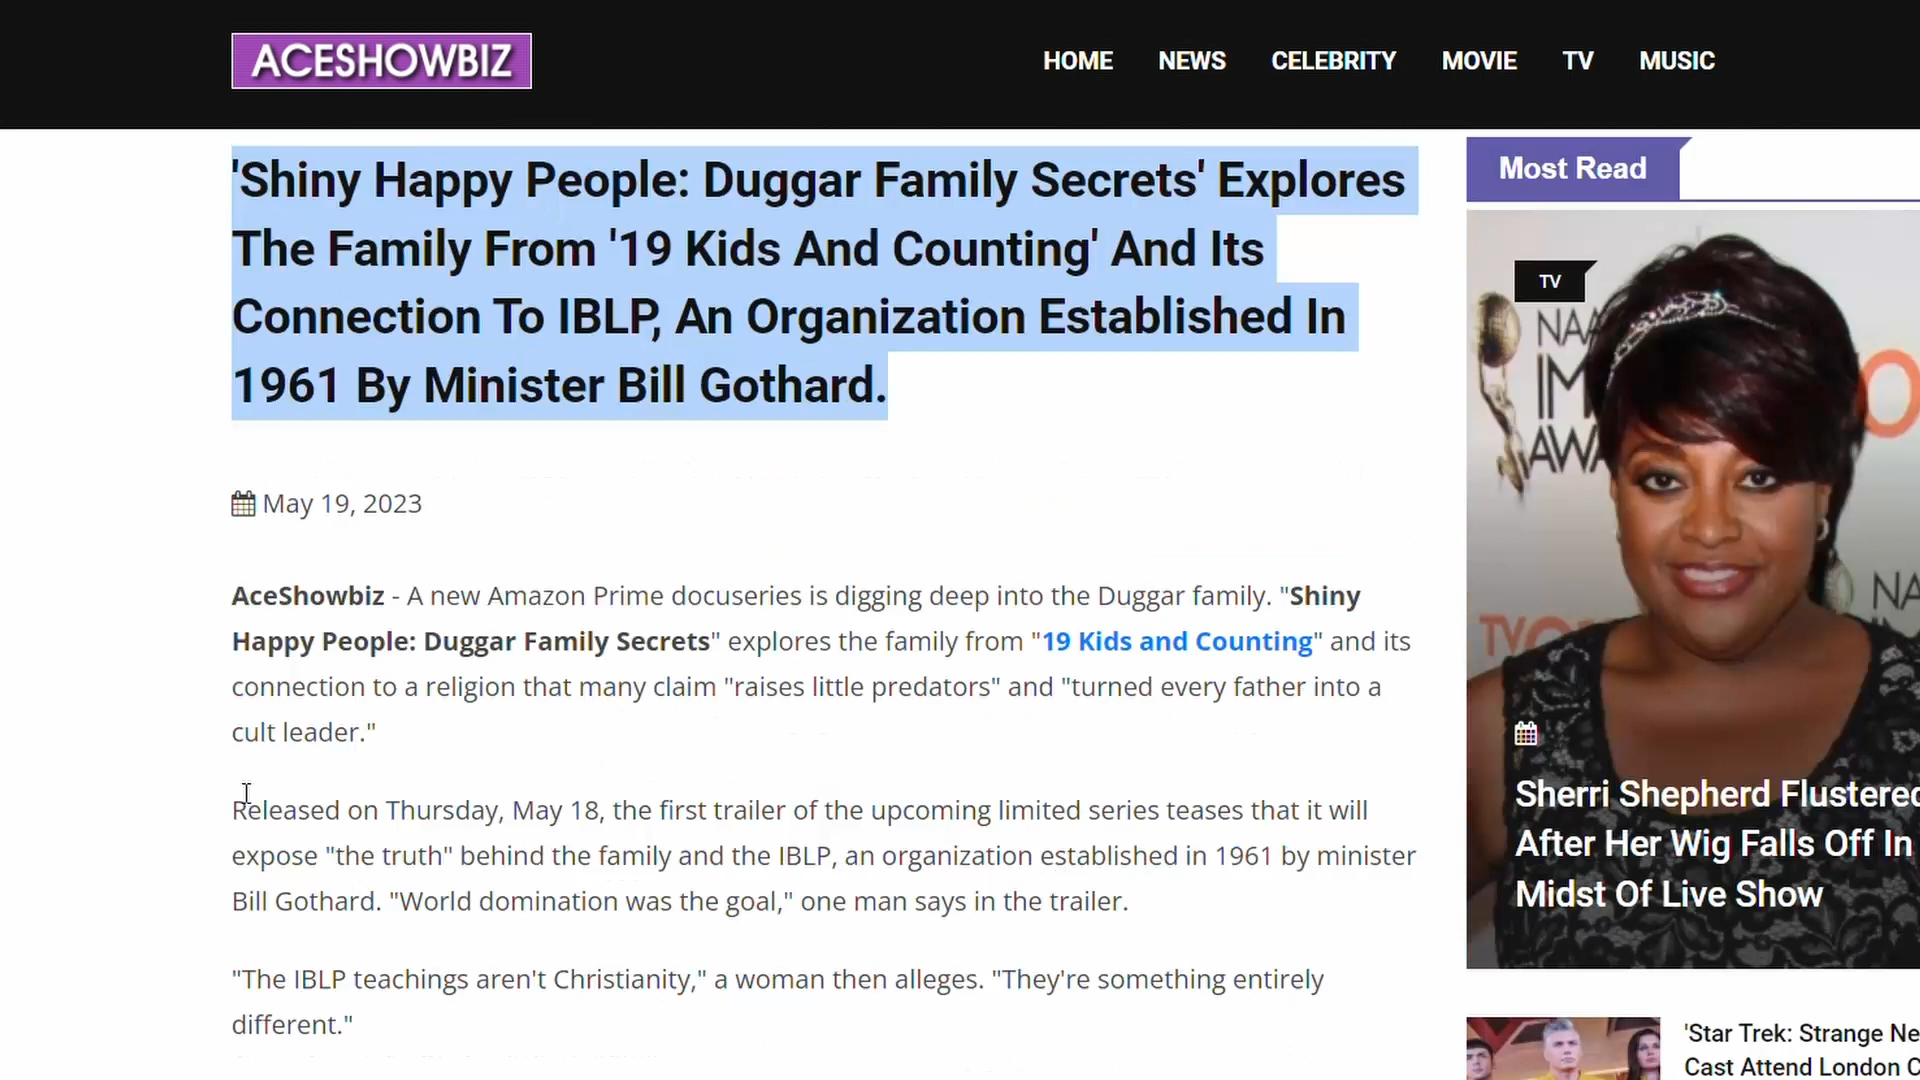 ACESHOWBIZ
HOME NEWS CELEBRITY MOVIE TV MUSIC
'Shiny Happy People: Duggar Family Secrets' Explores
The Family From '19 Kids And Counting' And Its
Connection To IBLP, An Organization Established In
1961 By Minister Bill Gothard.
May 19, 2023
AceShowbiz - A new Amazon Prime docuseries is digging deep into the Duggar family. "Shiny
Happy People: Duggar Family Secrets" explores the family from "19 Kids and Counting" and its
connection to a religion that many claim "raises little predators" and "turned every father into a
cult leader."
Released on Thursday, May 18, the first trailer of the upcoming limited series teases that it will
expose "the truth" behind the family and the IBLP, an organization established in 1961 by minister
Bill Gothard. "World domination was the goal," one man says in the trailer.
"The IBLP teachings aren't Christianity," a woman then alleges. "They're something entirely
different."
Most Read
TV
NAA
IM
AWA
O
TVO
NA
Sherri Shepherd Flustered
After Her Wig Falls Off In
Midst Of Live Show
'Star Trek: Strange Ne
Cast Attend London C